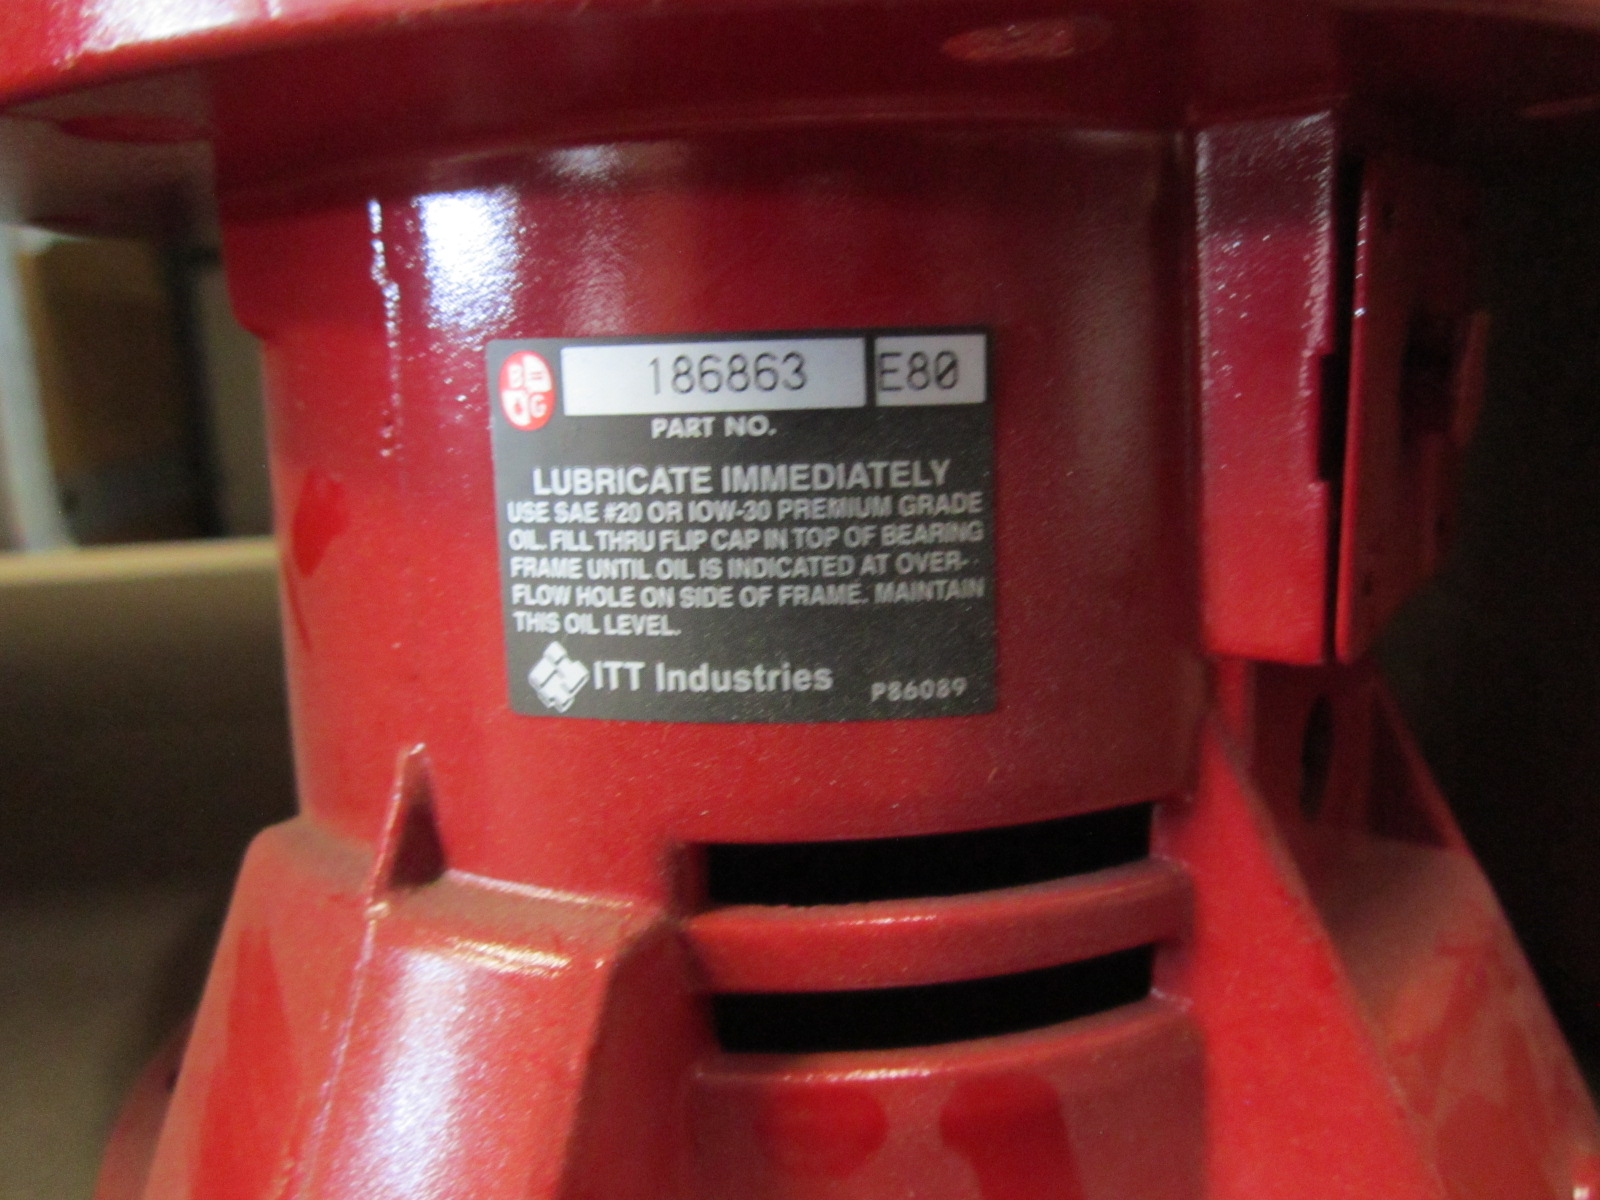 B G 186863 E80
PART NO.
LUBRICATE IMMEDIATELY
USE SAE #20 OR 10W-30 PREMIUM GRADE
OIL. FILL THRU FLIP CAP IN TOP OF BEARING
FRAME UNTIL OIL IS INDICATED AT OVER-
FLOW HOLE ON SIDE OF FRAME. MAINTAIN
THIS OIL LEVEL.
ITT Industries P86089